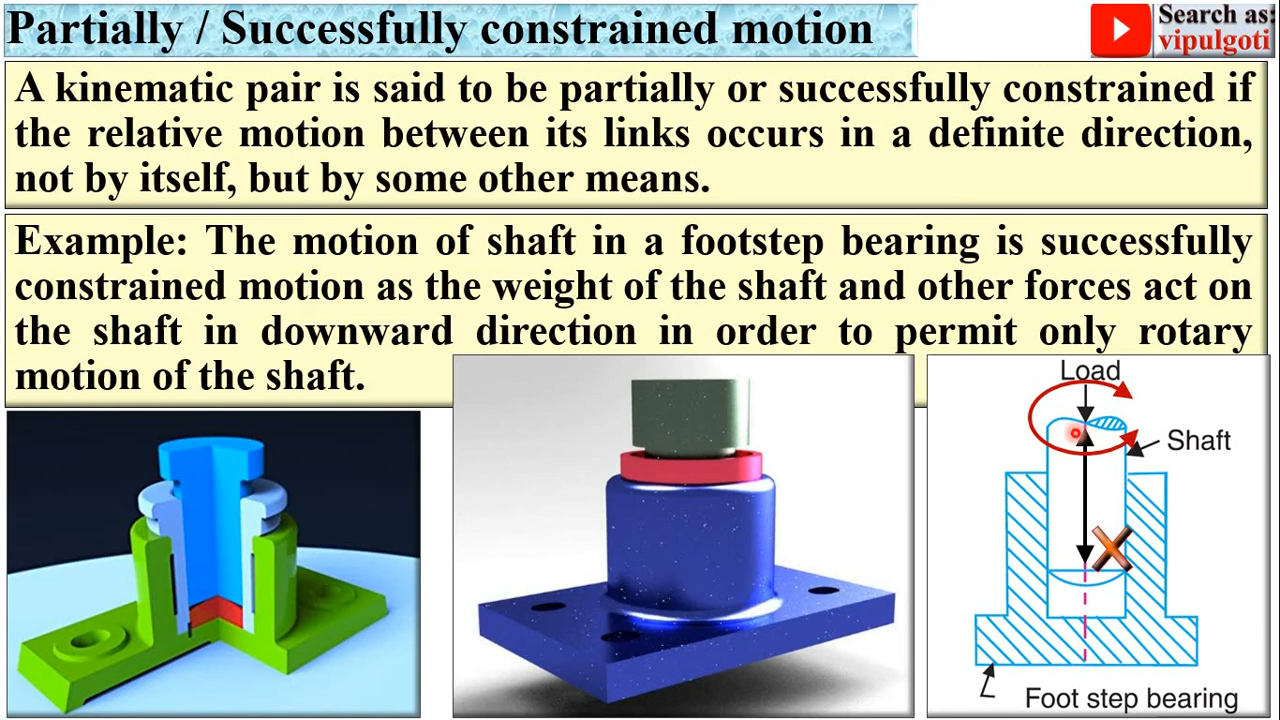 Partially / Successfully constrained motion
Search as:
vipulgoti
A kinematic pair is said to be partially or successfully constrained if
the relative motion between its links occurs in a definite direction,
not by itself, but by some other means.
Example: The motion of shaft in a footstep bearing is successfully
constrained motion as the weight of the shaft and other forces act on
the shaft in downward direction in order to permit only rotary
motion of the shaft.
Load
Shaft
Foot step bearing